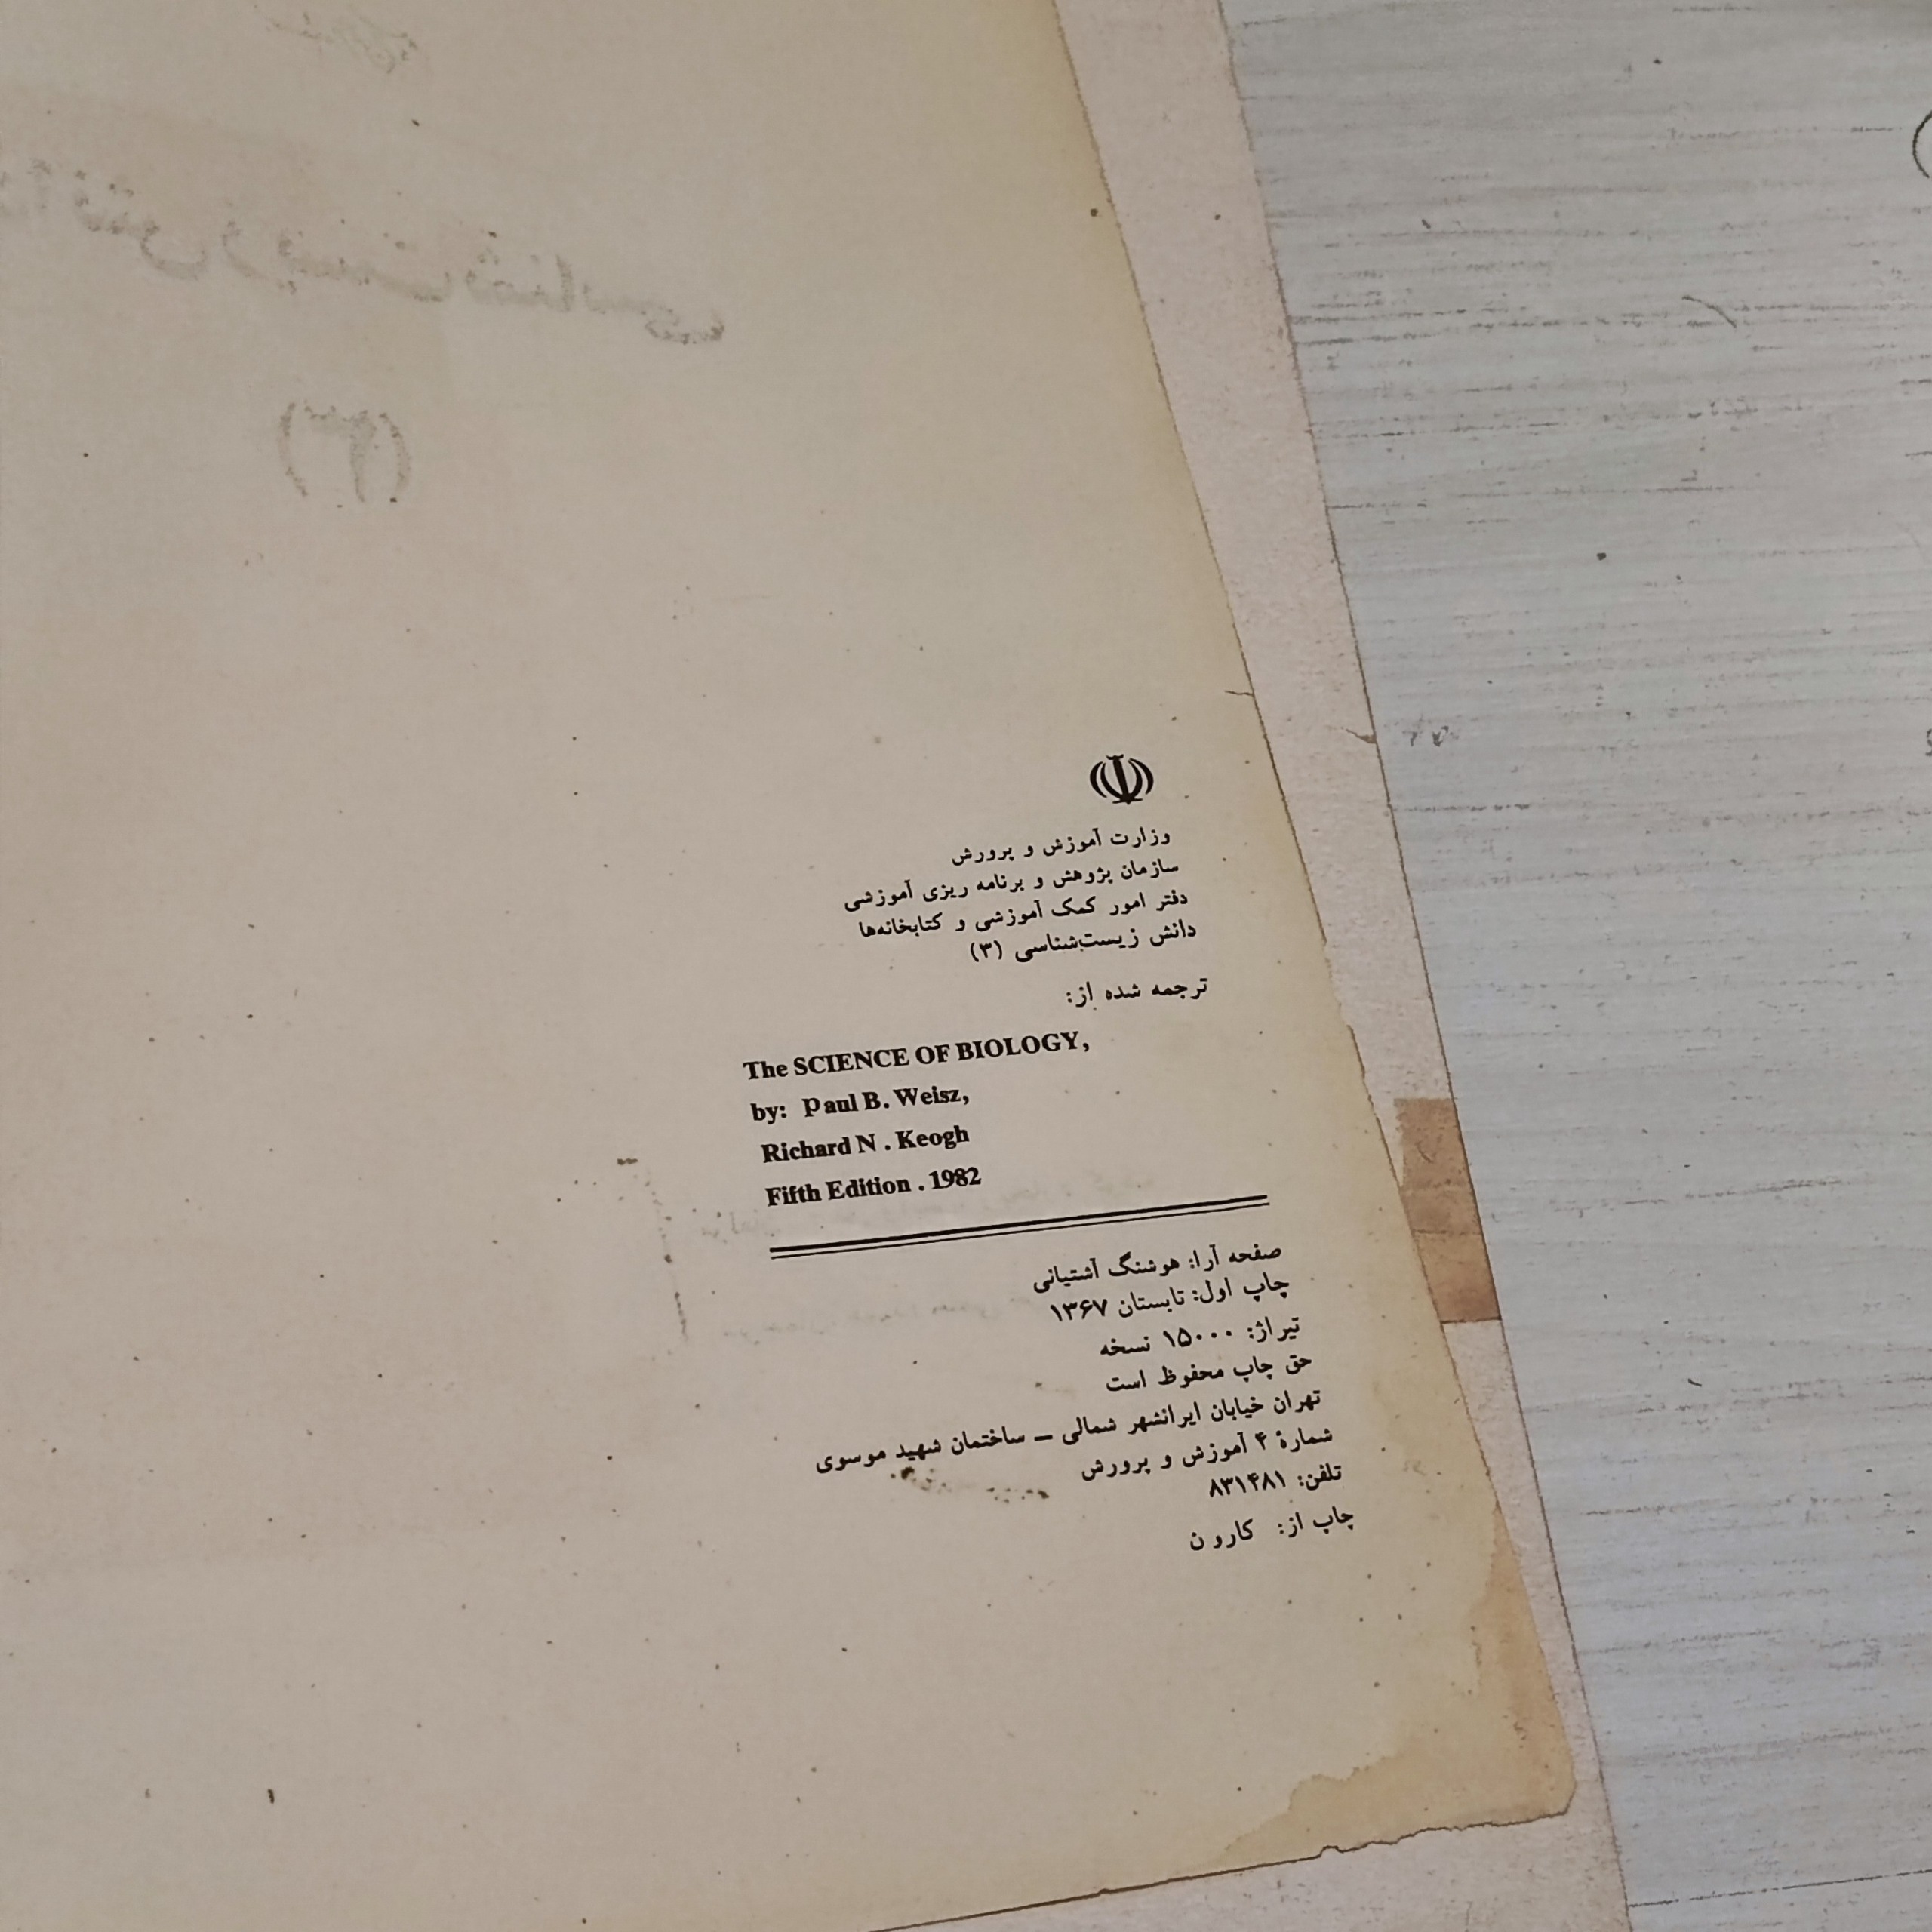 وزارت آموزش و پرورش
سازمان پژوهش و برنامه ریزی آموزشی
دفتر امور کمک آموزشی و کتابخانه‌ها
دانش زیست‌شناسی (۳)
ترجمه شده از:
The SCIENCE OF BIOLOGY,
by: Paul B. Weisz,
Richard N . Keogh
Fifth Edition . 1982
صفحه آرا: هوشنگ آشتیانی
چاپ اول: تابستان ۱۳۶۷
تیراژ: ۱۵۰۰۰ نسخه
حق چاپ محفوظ است
تهران خیابان ایرانشهر شمالی – ساختمان شهید موسوی
شمارهٔ ۴ آموزش و پرورش
تلفن: ۸۳۱۴۸۱
چاپ از: کارون